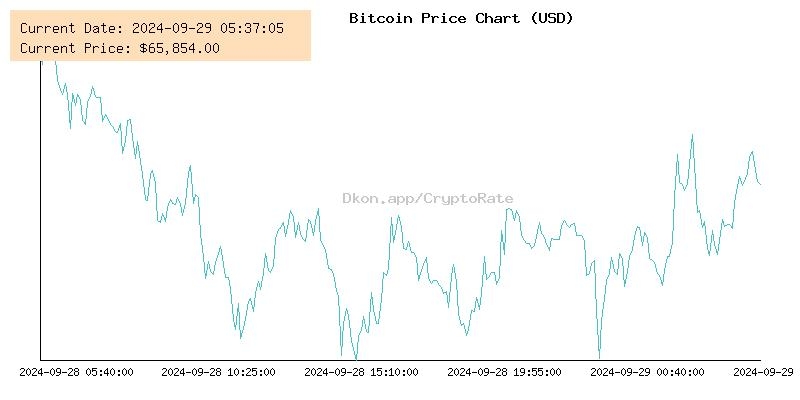 Bitcoin Price Chart (USD)
Current Date: 2024-09-29 05:37:05
Current Price: $65,854.00
Dkon.app/CryptoRate
2024-09-28 05:40:00 2024-09-28 10:25:00 2024-09-28 15:10:00 2024-09-28 19:55:00 2024-09-29 00:40:00 2024-09-29